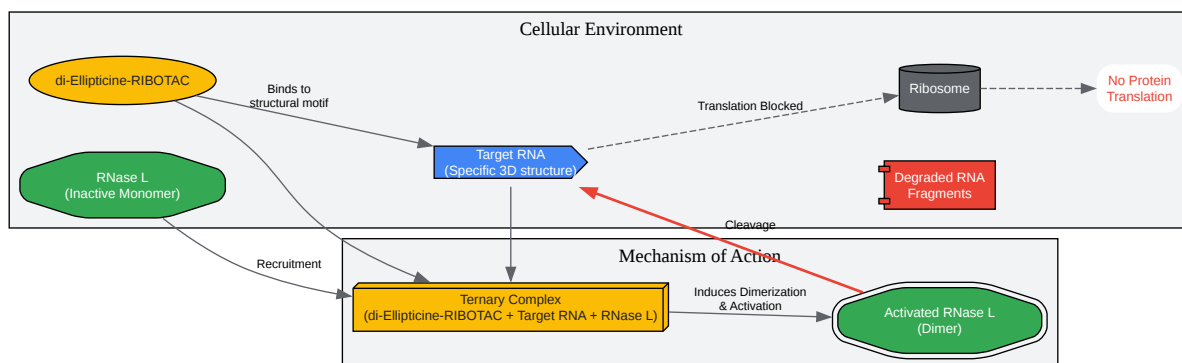 Cellular Environment
di-Ellipticine-RIBOTAC
Binds to
structural motif
Translation Blocked
Ribosome
No Protein
Translation
Target RNA
(Specific 3D structure)
RNase L
(Inactive Monomer)
Degraded RNA
Fragments
Cleavage
Mechanism of Action
Recruitment
Ternary Complex
(di-Ellipticine-RIBOTAC + Target RNA + RNase L)
Induces Dimerization
& Activation
Activated RNase L
(Dimer)